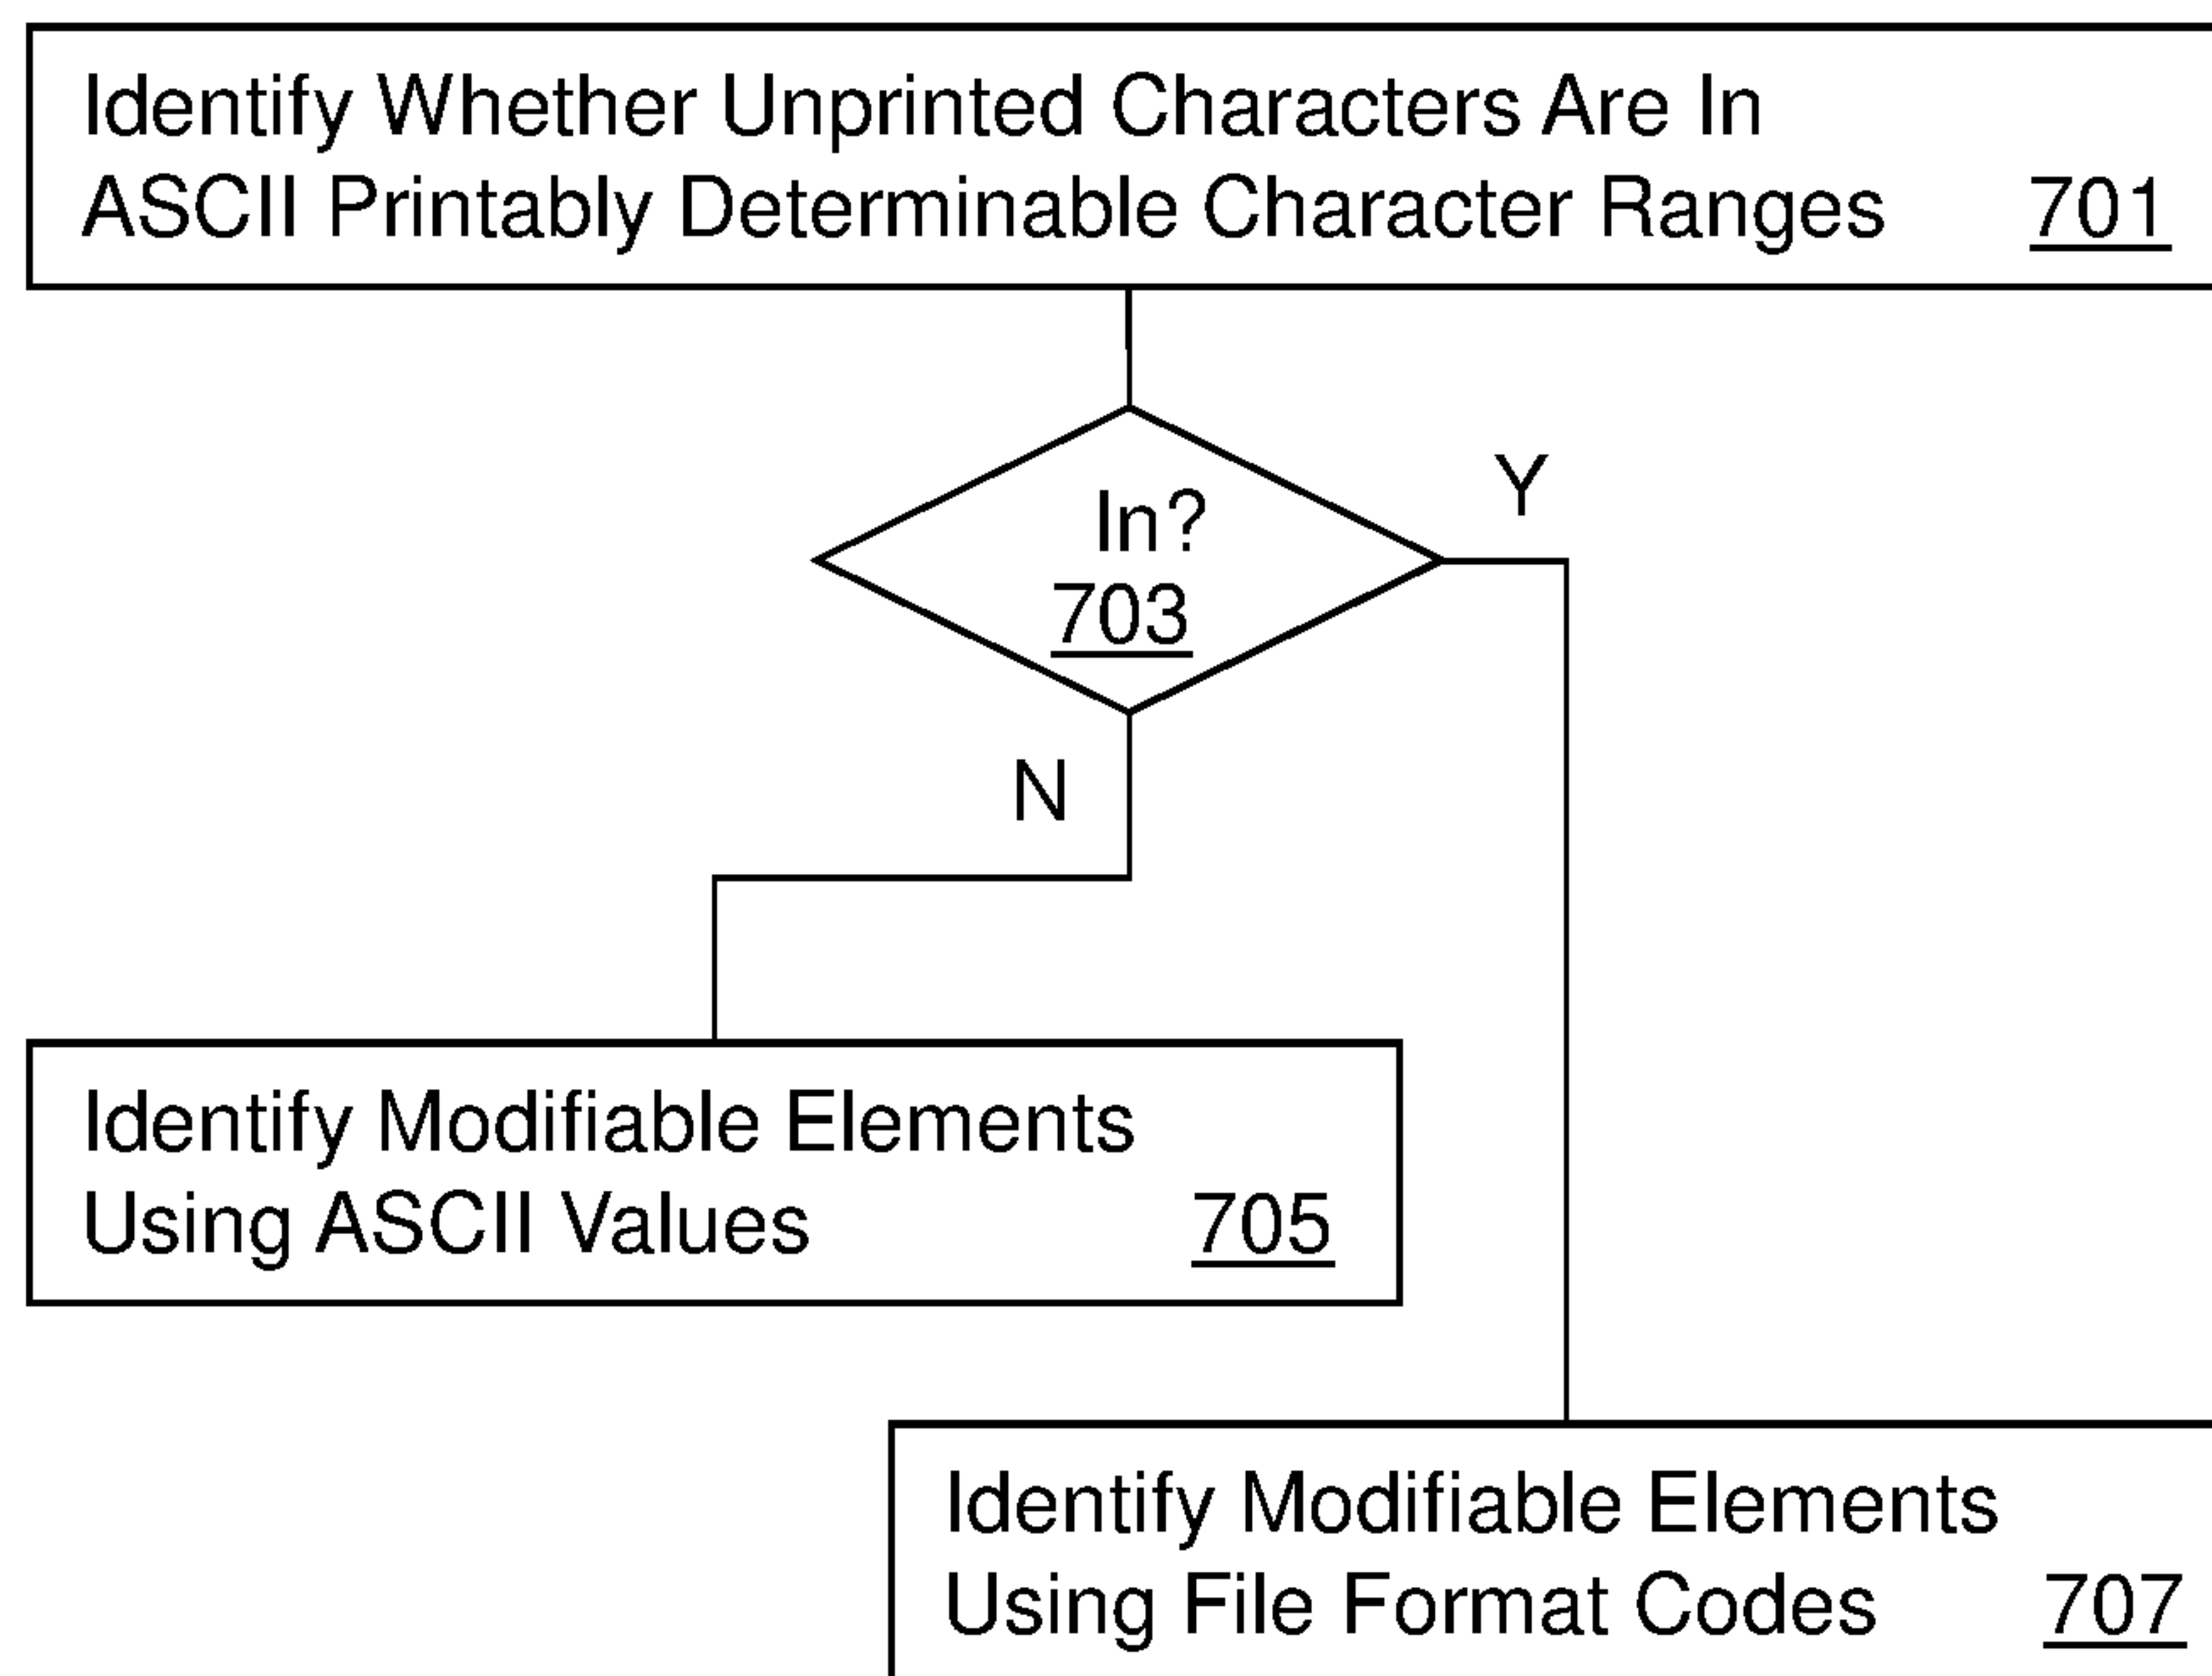 Identify Whether Unprinted Characters Are In
ASCII Printably Determinable Character Ranges 701
In?
703
Y
N
Identify Modifiable Elements
Using ASCII Values 705
Identify Modifiable Elements
Using File Format Codes 707